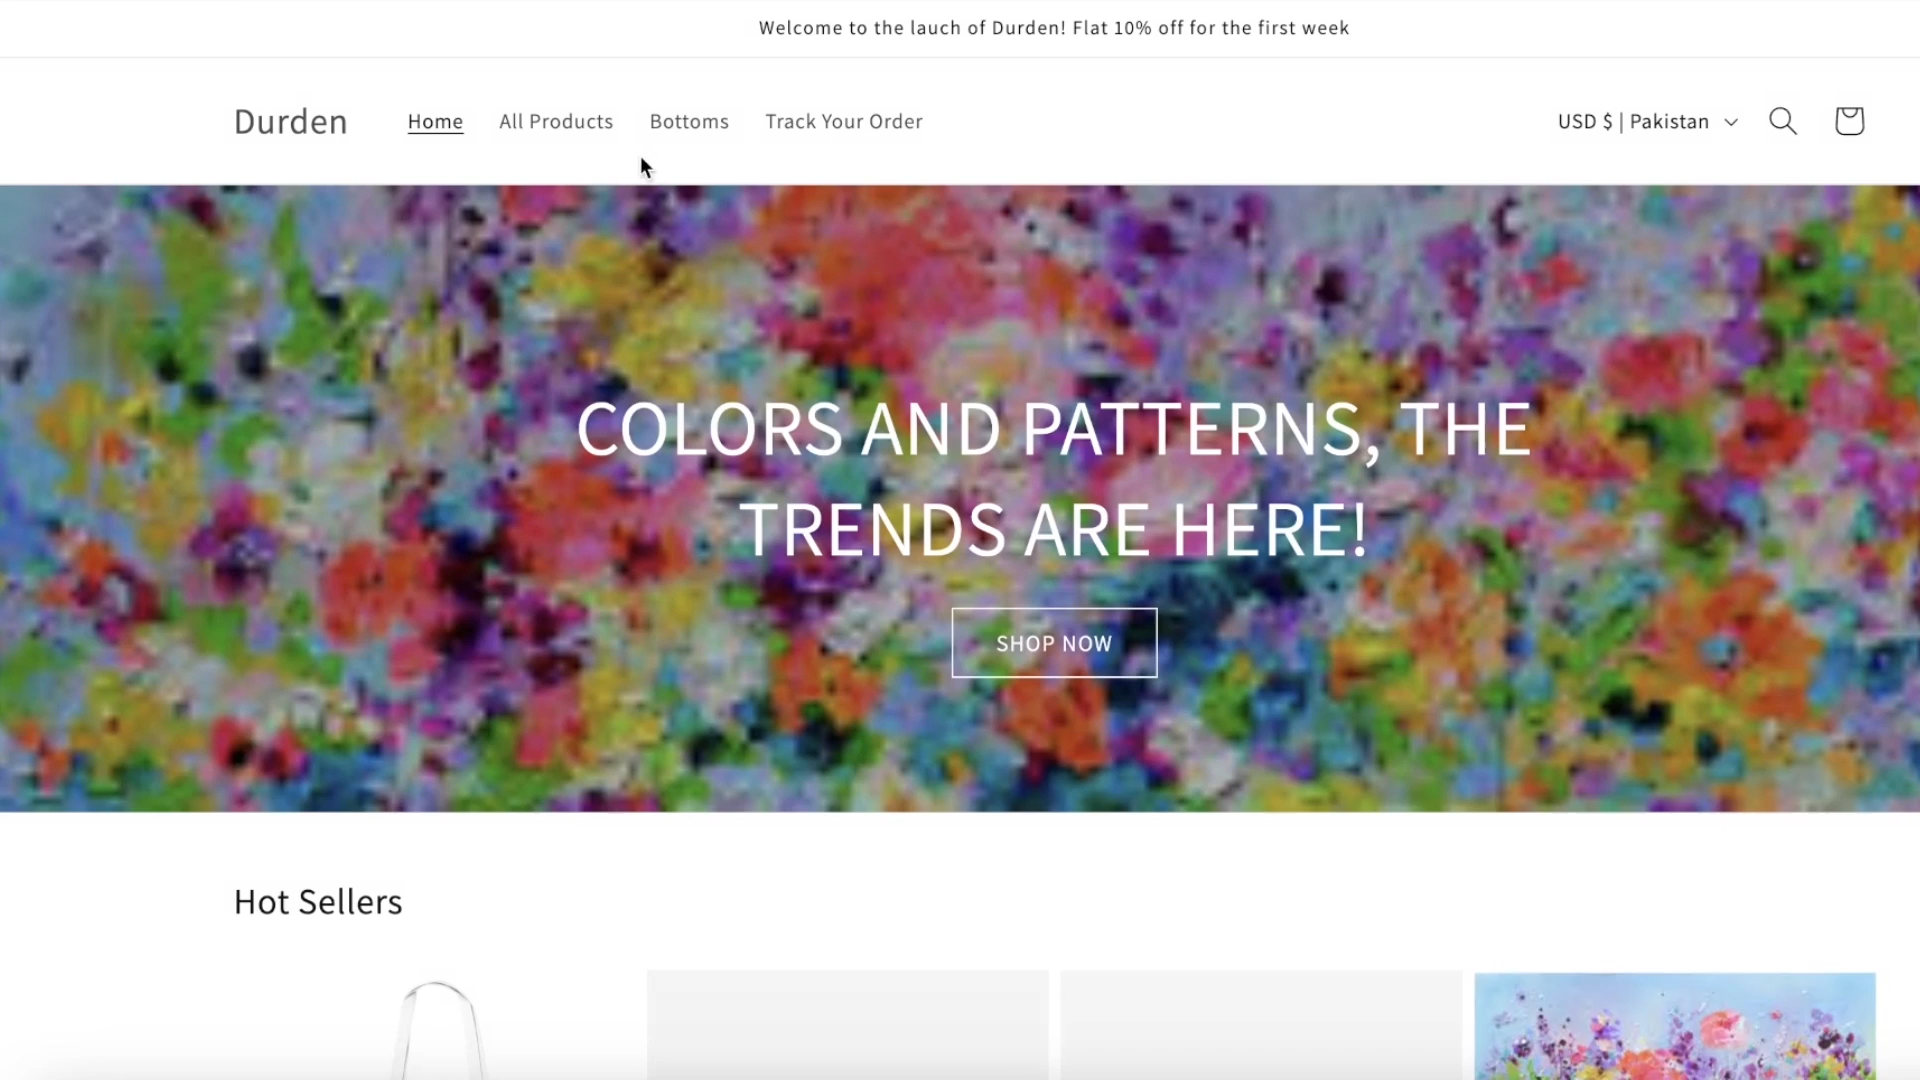 Welcome to the lauch of Durden! Flat 10% off for the first week
Durden
Home
All Products
Bottoms
Track Your Order
USD $ | Pakistan
COLORS AND PATTERNS, THE
TRENDS ARE HERE!
SHOP NOW
Hot Sellers